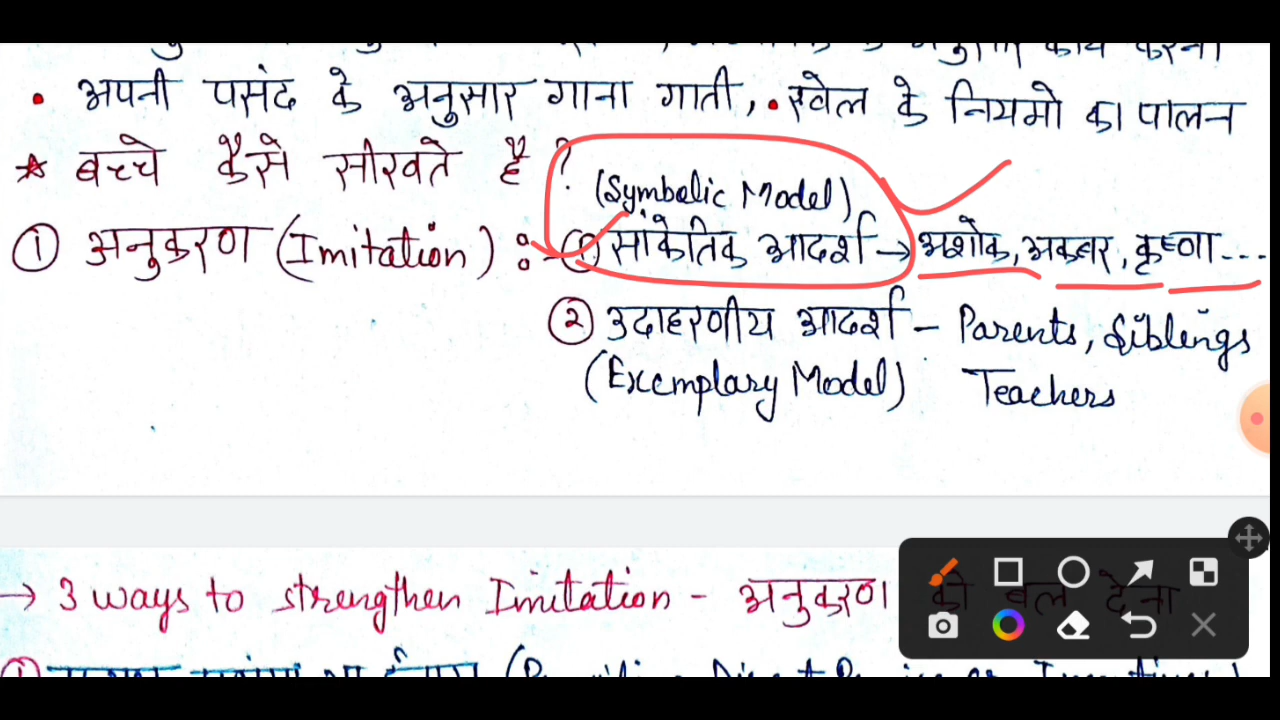 • अपनी पसंद के अनुसार गाना गाती, • खेल के नियमो का पालन
* बच्चे कैसे सीखते है ?
(Symbolic Model)
① अनुकरण (Imitation) : - ① सांकेतिक आदर्श → अशोक, अकबर, कृष्णा ...
② उदाहरणीय आदर्श - Parents, Siblings
(Exemplary Model) Teachers
→ 3 ways to strengthen Imitation - अनुकरण को बल देना